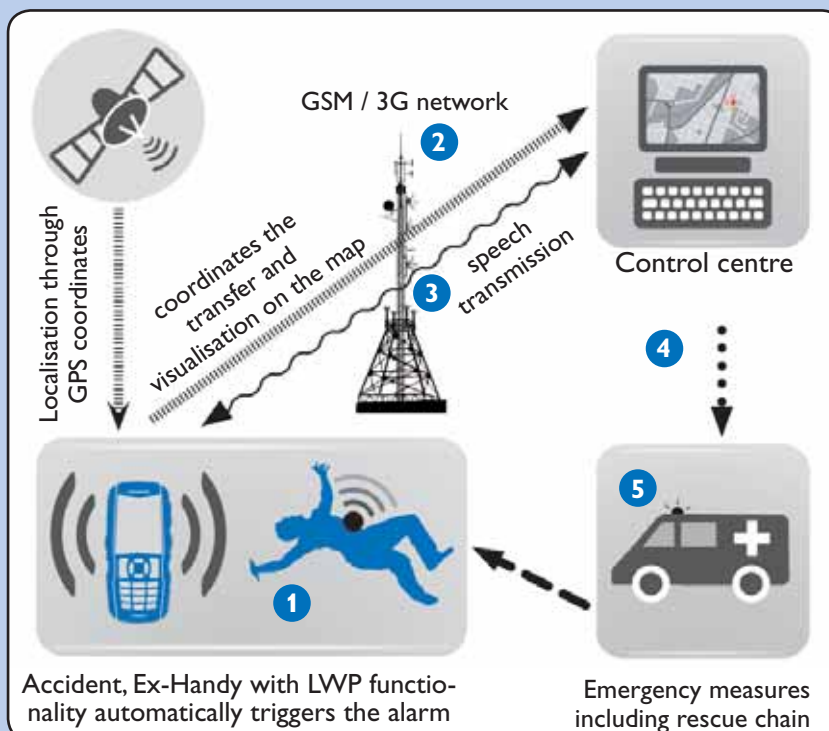 GSM / 3G network
2
Localisation through
GPS coordinates
coordinates the
transfer and
visualisation on the map
3
speech
transmission
Control centre
4
5
1
Accident, Ex-Handy with LWP functio-
nality automatically triggers the alarm
Emergency measures
including rescue chain